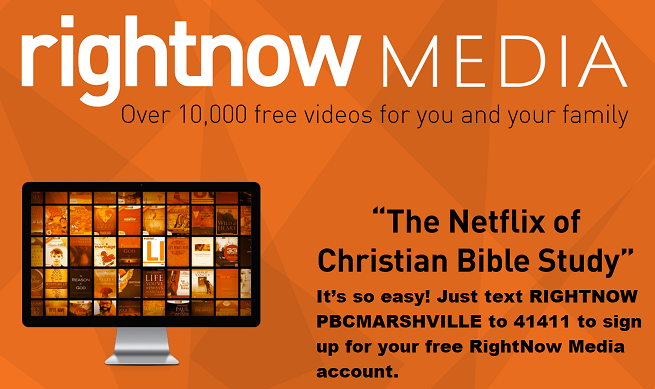 rightnow MEDIA
Over 10,000 free videos for you and your family
“The Netflix of
Christian Bible Study”
It’s so easy! Just text RIGHTNOW
PBCMARSHVILLE to 41411 to sign
up for your free RightNow Media
account.